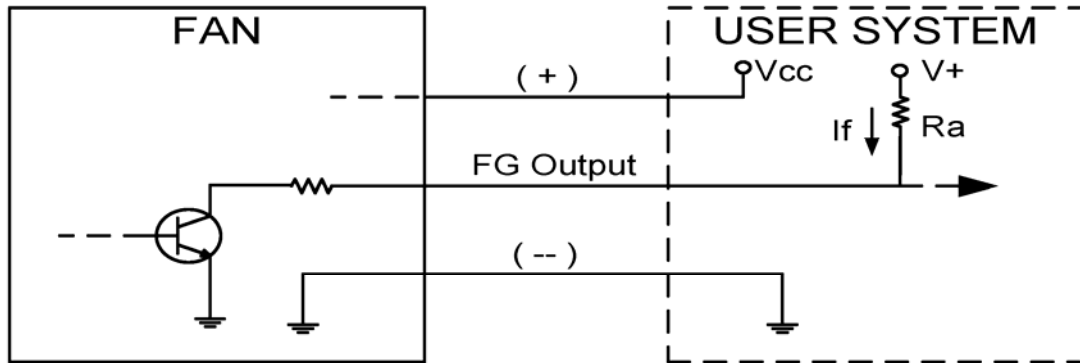 FAN
USER SYSTEM
( + )
Vcc
V+
If
Ra
FG Output
( -- )